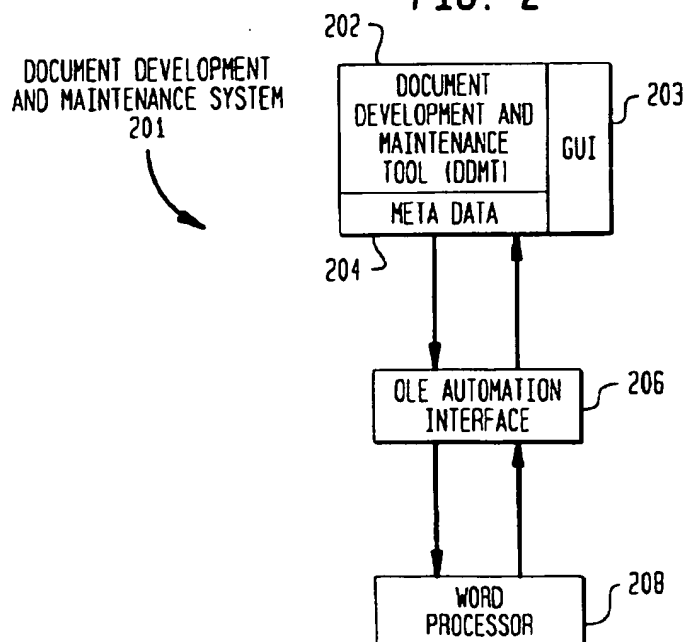 FIG. 2
202
DOCUMENT DEVELOPMENT
AND MAINTENANCE SYSTEM
201
DOCUMENT
DEVELOPMENT AND
MAINTENANCE
TOOL (DDMT)
GUI
203
META DATA
204
OLE AUTOMATION
INTERFACE
206
WORD
PROCESSOR
208